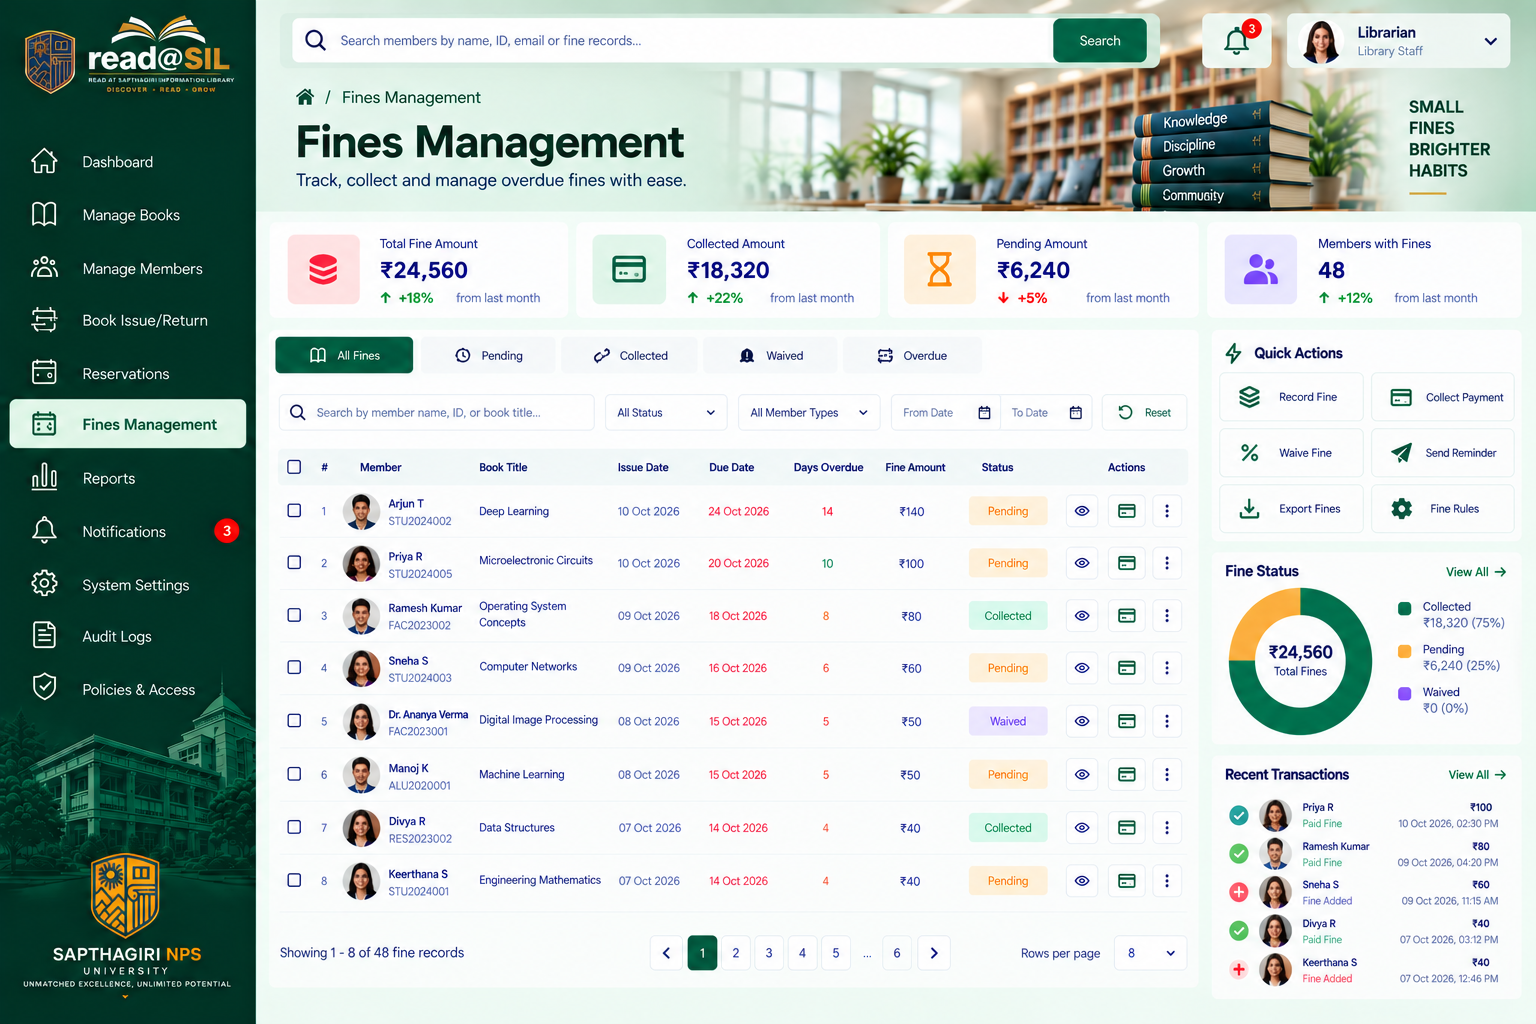 read@SIL
READ AT SAPTHAGIRI INFORMATION LIBRARY
DISCOVER • READ • GROW
Dashboard
Manage Books
Manage Members
Book Issue/Return
Reservations
Fines Management
Reports
Notifications 3
System Settings
Audit Logs
Policies & Access
SAPTHAGIRI NPS
UNIVERSITY
UNMATCHED EXCELLENCE, UNLIMITED POTENTIAL
Search members by name, ID, email or fine records...
Search
3
Librarian
Library Staff
/ Fines Management
Fines Management
Track, collect and manage overdue fines with ease.
Knowledge
Discipline
Growth
Community
SMALL
FINES
BRIGHTER
HABITS
Total Fine Amount
₹24,560
↑ +18% from last month
Collected Amount
₹18,320
↑ +22% from last month
Pending Amount
₹6,240
↓ +5% from last month
Members with Fines
48
↑ +12% from last month
All Fines Pending Collected Waived Overdue
Search by member name, ID, or book title...
All Status
All Member Types
From Date
To Date
Reset
# Member Book Title Issue Date Due Date Days Overdue Fine Amount Status Actions
1 Arjun T Deep Learning 10 Oct 2026 24 Oct 2026 14 ₹140 Pending
STU2024002
2 Priya R Microelectronic Circuits 10 Oct 2026 20 Oct 2026 10 ₹100 Pending
STU2024005
3 Ramesh Kumar Operating System Concepts 09 Oct 2026 18 Oct 2026 8 ₹80 Collected
FAC2023002
4 Sneha S Computer Networks 09 Oct 2026 16 Oct 2026 6 ₹60 Pending
STU2024003
5 Dr. Ananya Verma Digital Image Processing 08 Oct 2026 15 Oct 2026 5 ₹50 Waived
FAC2023001
6 Manoj K Machine Learning 08 Oct 2026 15 Oct 2026 5 ₹50 Pending
ALU2020001
7 Divya R Data Structures 07 Oct 2026 14 Oct 2026 4 ₹40 Collected
RES2023002
8 Keerthana S Engineering Mathematics 07 Oct 2026 14 Oct 2026 4 ₹40 Pending
STU2024001
Showing 1 - 8 of 48 fine records
1 2 3 4 5 ... 6
Rows per page 8
Quick Actions
Record Fine
Collect Payment
Waive Fine
Send Reminder
Export Fines
Fine Rules
Fine Status
View All →
₹24,560
Total Fines
Collected
₹18,320 (75%)
Pending
₹6,240 (25%)
Waived
₹0 (0%)
Recent Transactions
View All →
Priya R ₹100
Paid Fine 10 Oct 2026, 02:30 PM
Ramesh Kumar ₹80
Paid Fine 09 Oct 2026, 04:20 PM
Sneha S ₹60
Fine Added 09 Oct 2026, 11:15 AM
Divya R ₹40
Paid Fine 07 Oct 2026, 03:12 PM
Keerthana S ₹40
Fine Added 07 Oct 2026, 12:46 PM